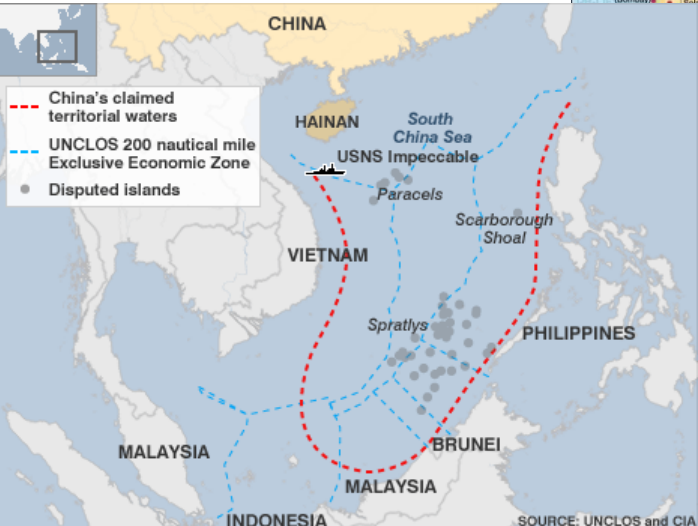 CHINA
China's claimed
territorial waters
UNCLOS 200 nautical mile
Exclusive Economic Zone
Disputed islands
HAINAN
South
China Sea
USNS Impeccable
Paracels
Scarborough
Shoal
VIETNAM
Spratlys
PHILIPPINES
MALAYSIA
BRUNEI
MALAYSIA
INDONESIA
SOURCE: UNCLOS and CIA